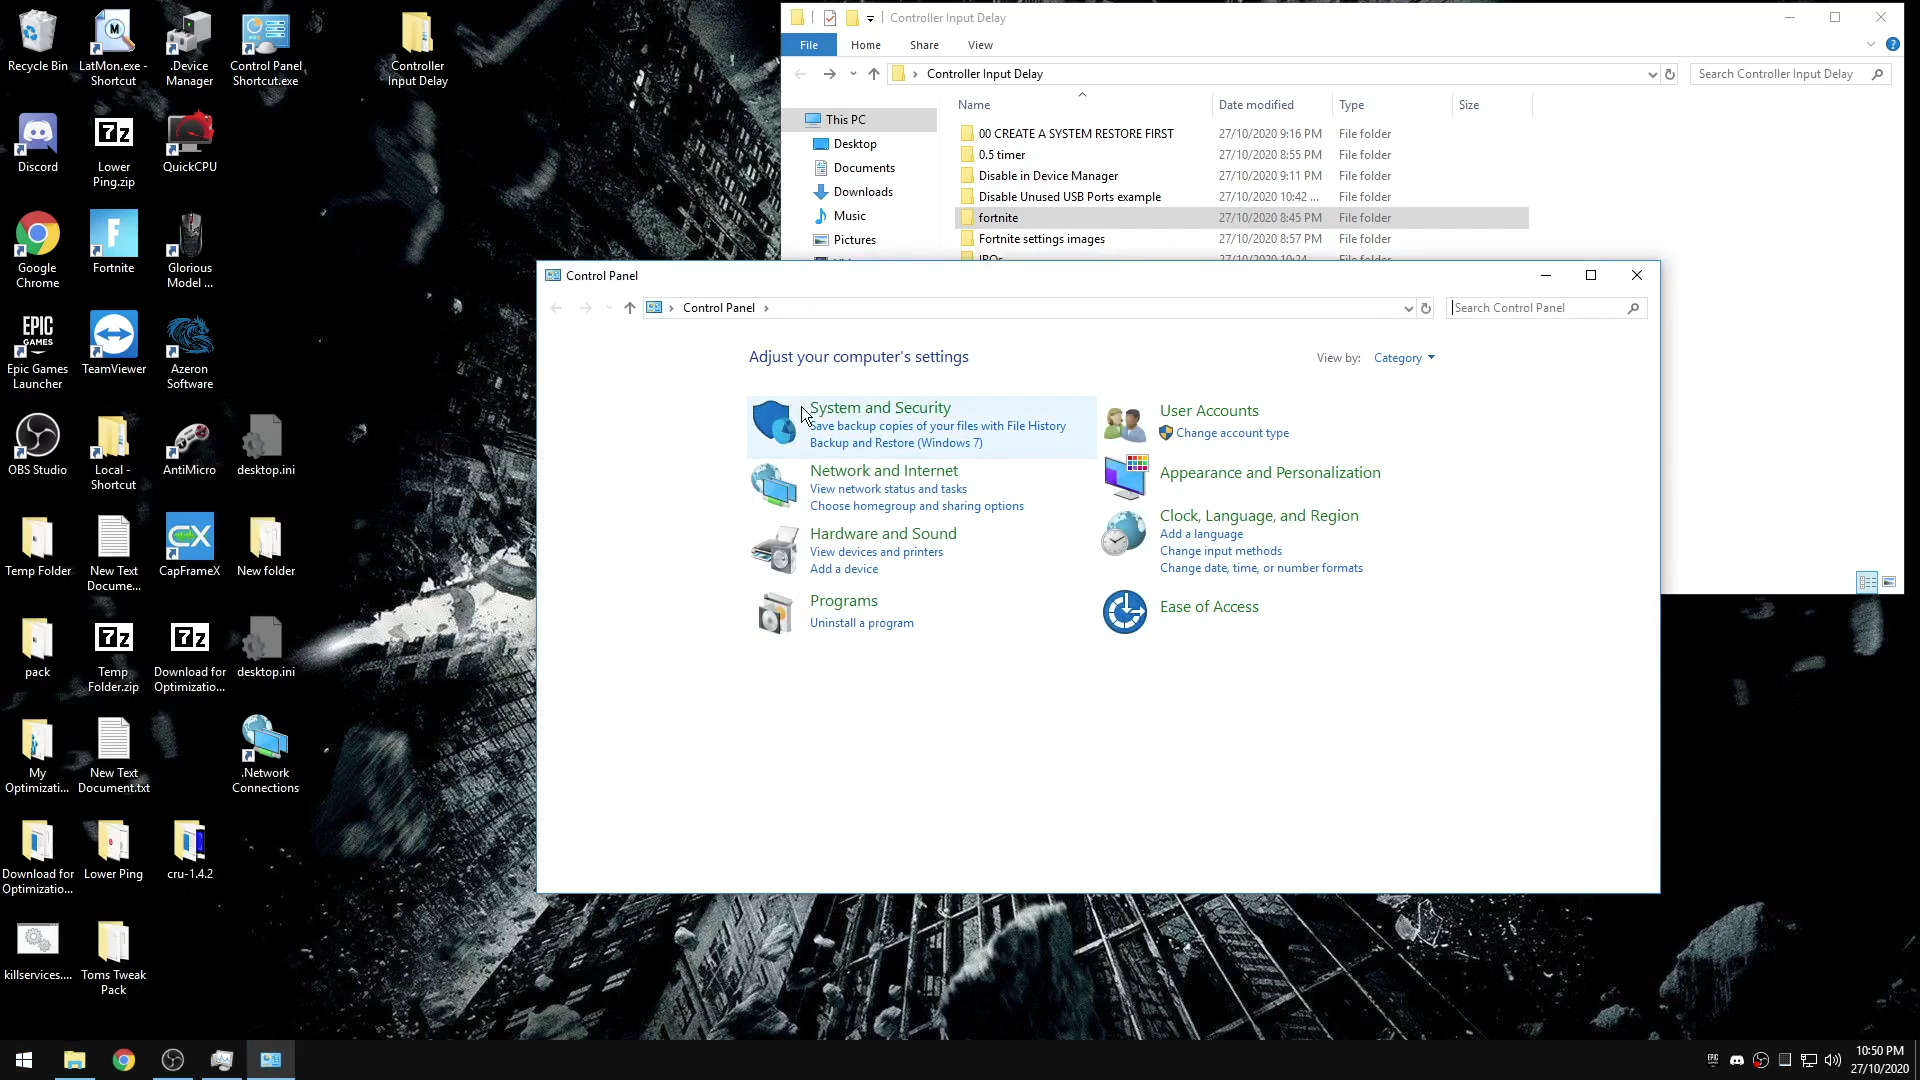 Recycle Bin
LatMon.exe -
Shortcut
.Device
Manager
Control Panel
Shortcut.exe
Controller
Input Delay
Discord
7z
Lower
Ping.zip
QuickCPU
Google
Chrome
Fortnite
Glorious
Model ...
EPIC
GAMES
Epic Games
Launcher
TeamViewer
Azeron
Software
OBS Studio
Local -
Shortcut
AntiMicro
desktop.ini
Temp Folder
New Text
Docume...
CX
CapFrameX
New folder
pack
7z
Temp
Folder.zip
7z
Download for
Optimizatio...
desktop.ini
My
Optimizati...
New Text
Document.txt
.Network
Connections
Download for
Optimizatio...
Lower Ping
cru-1.4.2
killservices....
Toms Tweak
Pack
Controller Input Delay
File
Home
Share
View
Controller Input Delay
Search Controller Input Delay
This PC
Desktop
Documents
Downloads
Music
Pictures
Name
Date modified
Type
Size
00 CREATE A SYSTEM RESTORE FIRST 27/10/2020 9:16 PM File folder
0.5 timer 27/10/2020 8:55 PM File folder
Disable in Device Manager 27/10/2020 9:11 PM File folder
Disable Unused USB Ports example 27/10/2020 10:42 ... File folder
fortnite 27/10/2020 8:45 PM File folder
Fortnite settings images 27/10/2020 8:57 PM File folder
IRQs 27/10/2020 10:24 File folder
Control Panel
Control Panel
Search Control Panel
Adjust your computer's settings
View by: Category
System and Security
Save backup copies of your files with File History
Backup and Restore (Windows 7)
Network and Internet
View network status and tasks
Choose homegroup and sharing options
Hardware and Sound
View devices and printers
Add a device
Programs
Uninstall a program
User Accounts
Change account type
Appearance and Personalization
Clock, Language, and Region
Add a language
Change input methods
Change date, time, or number formats
Ease of Access
10:50 PM
27/10/2020